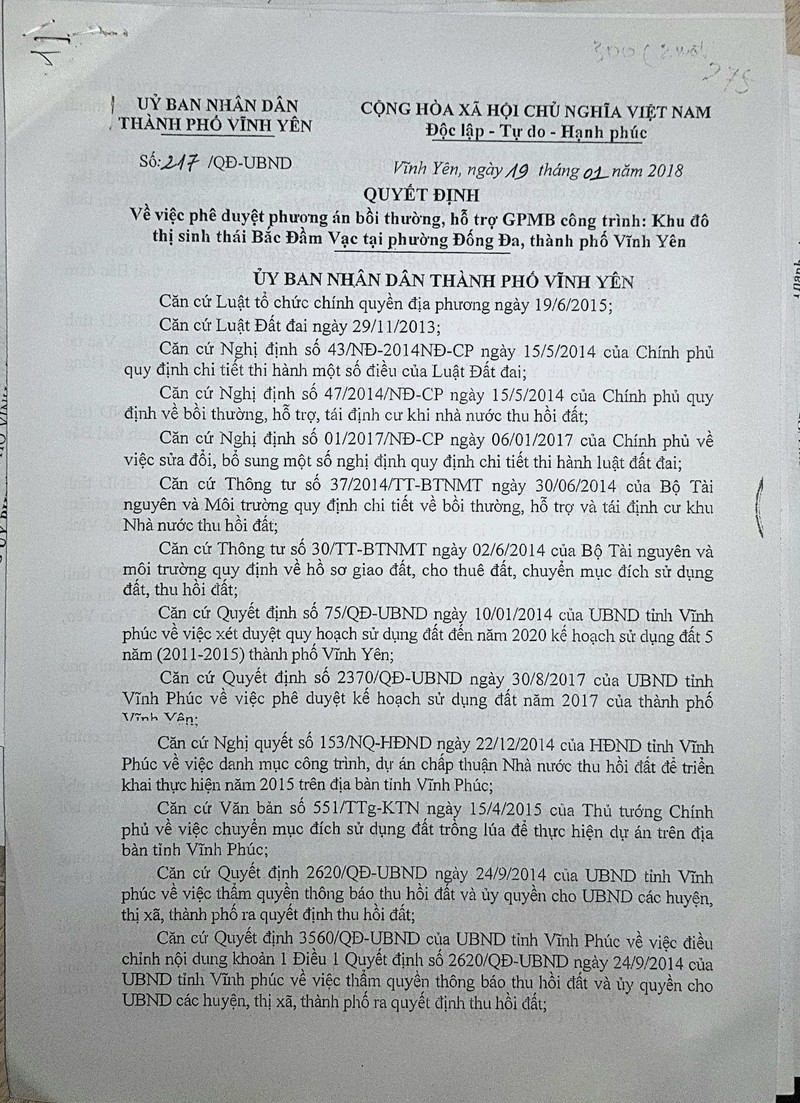 275
UỶ BAN NHÂN DÂN
THÀNH PHỐ VĨNH YÊN
CỘNG HÒA XÃ HỘI CHỦ NGHĨA VIỆT NAM
Độc lập - Tự do - Hạnh phúc
Số: 217 /QĐ-UBND
Vĩnh Yên, ngày 19 tháng 01 năm 2018
QUYẾT ĐỊNH
Về việc phê duyệt phương án bồi thường, hỗ trợ GPMB công trình: Khu đô
thị sinh thái Bắc Đầm Vạc tại phường Đống Đa, thành phố Vĩnh Yên
ỦY BAN NHÂN DÂN THÀNH PHỐ VĨNH YÊN
Căn cứ Luật tổ chức chính quyền địa phương ngày 19/6/2015;
Căn cứ Luật Đất đai ngày 29/11/2013;
Căn cứ Nghị định số 43/NĐ-2014NĐ-CP ngày 15/5/2014 của Chính phủ
quy định chi tiết thi hành một số điều của Luật Đất đai;
Căn cứ Nghị định số 47/2014/NĐ-CP ngày 15/5/2014 của Chính phủ quy
định về bồi thường, hỗ trợ, tái định cư khi nhà nước thu hồi đất;
Căn cứ Nghị định số 01/2017/NĐ-CP ngày 06/01/2017 của Chính phủ về
việc sửa đổi, bổ sung một số nghị định quy định chi tiết thi hành luật đất đai;
Căn cứ Thông tư số 37/2014/TT-BTNMT ngày 30/06/2014 của Bộ Tài
nguyên và Môi trường quy định chi tiết về bồi thường, hỗ trợ và tái định cư khu
Nhà nước thu hồi đất;
Căn cứ Thông tư số 30/TT-BTNMT ngày 02/6/2014 của Bộ Tài nguyên và
môi trường quy định về hồ sơ giao đất, cho thuê đất, chuyển mục đích sử dụng
đất, thu hồi đất;
Căn cứ Quyết định số 75/QĐ-UBND ngày 10/01/2014 của UBND tỉnh Vĩnh
phúc về việc xét duyệt quy hoạch sử dụng đất đến năm 2020 kế hoạch sử dụng đất 5
năm (2011-2015) thành phố Vĩnh Yên;
Căn cứ Quyết định số 2370/QĐ-UBND ngày 30/8/2017 của UBND tỉnh
Vĩnh Phúc về việc phê duyệt kế hoạch sử dụng đất năm 2017 của thành phố
Vĩnh Yên;
Căn cứ Nghị quyết số 153/NQ-HĐND ngày 22/12/2014 của HĐND tỉnh Vĩnh
Phúc về việc danh mục công trình, dự án chấp thuận Nhà nước thu hồi đất để triển
khai thực hiện năm 2015 trên địa bàn tỉnh Vĩnh Phúc;
Căn cứ Văn bản số 551/TTg-KTN ngày 15/4/2015 của Thủ tướng Chính
phủ về việc chuyển mục đích sử dụng đất trồng lúa để thực hiện dự án trên địa
bàn tỉnh Vĩnh Phúc;
Căn cứ Quyết định 2620/QĐ-UBND ngày 24/9/2014 của UBND tỉnh Vĩnh
phúc về việc thẩm quyền thông báo thu hồi đất và ủy quyền cho UBND các huyện,
thị xã, thành phố ra quyết định thu hồi đất;
Căn cứ Quyết định 3560/QĐ-UBND của UBND tỉnh Vĩnh Phúc về việc điều
chỉnh nội dung khoản 1 Điều 1 Quyết định số 2620/QĐ-UBND ngày 24/9/2014 của
UBND tỉnh Vĩnh phúc về việc thẩm quyền thông báo thu hồi đất và ủy quyền cho
UBND các huyện, thị xã, thành phố ra quyết định thu hồi đất;